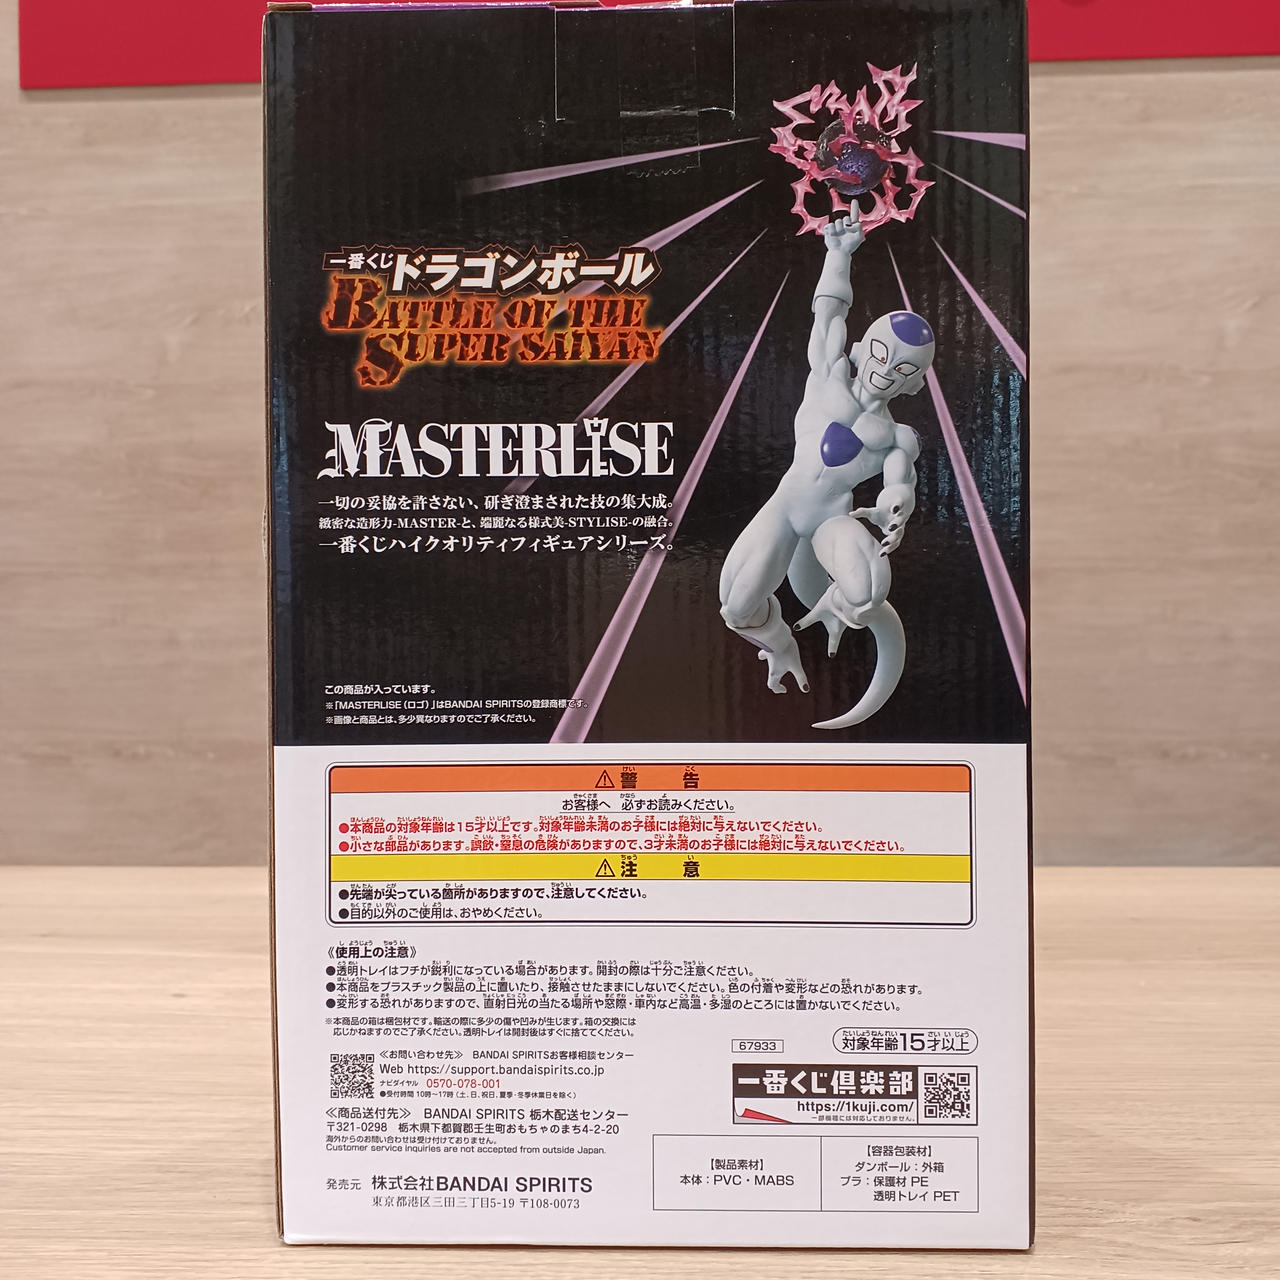 一番くじ ドラゴンボール
BATTLE OF THE
SUPER SAIYAN
MASTERLISE
一切の妥協を許さない、研ぎ澄まされた技の集大成。
緻密な造形力-MASTER-と、端麗なる様式美-STYLISE-の融合。
一番くじハイクオリティフィギュアシリーズ。
この商品が入っています。
※「MASTERLISE（ロゴ）」はBANDAI SPIRITSの登録商標です。
※画像と商品とは、多少異なりますのでご了承ください。
⚠警告
お客様へ 必ずお読みください。
●本商品の対象年齢は15才以上です。対象年齢未満のお子様には絶対に与えないでください。
●小さな部品があります。誤飲・窒息の危険がありますので、3才未満のお子様には絶対に与えないでください。
⚠注意
●先端が尖っている箇所がありますので、注意してください。
●目的以外のご使用は、おやめください。
《使用上の注意》
●透明トレイはフチが鋭利になっている場合があります。開封の際は十分ご注意ください。
●本商品をプラスチック製品の上に置いたり、接触させたままにしないでください。色の付着や変形などの恐れがあります。
●変形する恐れがありますので、直射日光の当たる場所や窓際・車内など高温・多湿のところには置かないでください。
※本商品の箱は梱包材です。輸送の際に多少の傷や凹みが生じます。箱の交換には
応じかねますのでご了承ください。透明トレイは開封後はすぐに捨ててください。
67933
対象年齢15才以上
≪お問い合わせ先≫ BANDAI SPIRITSお客様相談センター
Web https://support.bandaispirits.co.jp
ナビダイヤル 0570-078-001
●受付時間 10時～17時（土、日、祝日、夏季・冬季休業日を除く）
一番くじ倶楽部
https://1kuji.com/
一部機種には対応しておりません。
≪商品送付先≫ BANDAI SPIRITS 栃木配送センター
〒321-0298 栃木県下都賀郡壬生町おもちゃのまち4-2-20
海外からのお問い合わせは受け付けておりません。
Customer service inquiries are not accepted from outside Japan.
発売元 株式会社BANDAI SPIRITS
東京都港区三田三丁目5-19 〒108-0073
【製品素材】
本体：PVC・MABS
【容器包装材】
ダンボール：外箱
プラ：保護材 PE
透明トレイ PET